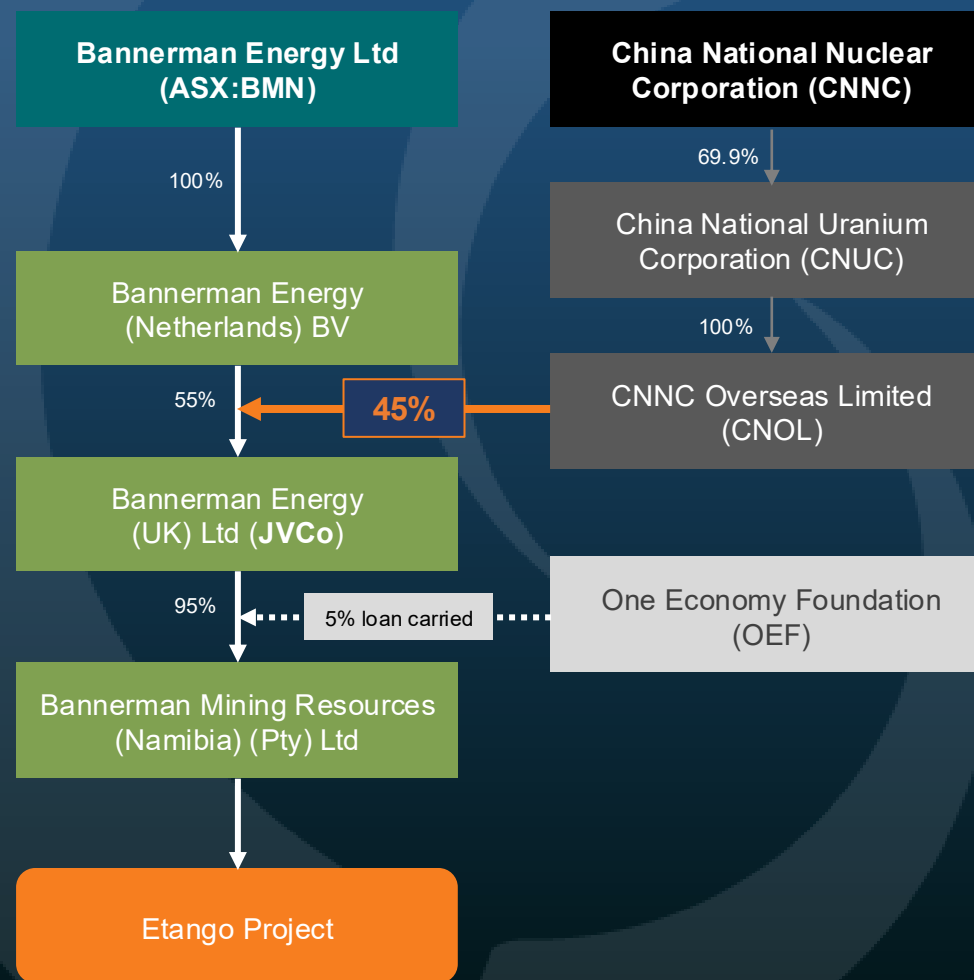 Bannerman Energy Ltd
(ASX:BMN)
China National Nuclear
Corporation (CNNC)
100%
69.9%
China National Uranium
Corporation (CNUC)
Bannerman Energy
(Netherlands) BV
100%
55%
45%
CNNC Overseas Limited
(CNOL)
Bannerman Energy
(UK) Ltd (JVCo)
95%
5% loan carried
One Economy Foundation
(OEF)
Bannerman Mining Resources
(Namibia) (Pty) Ltd
Etango Project